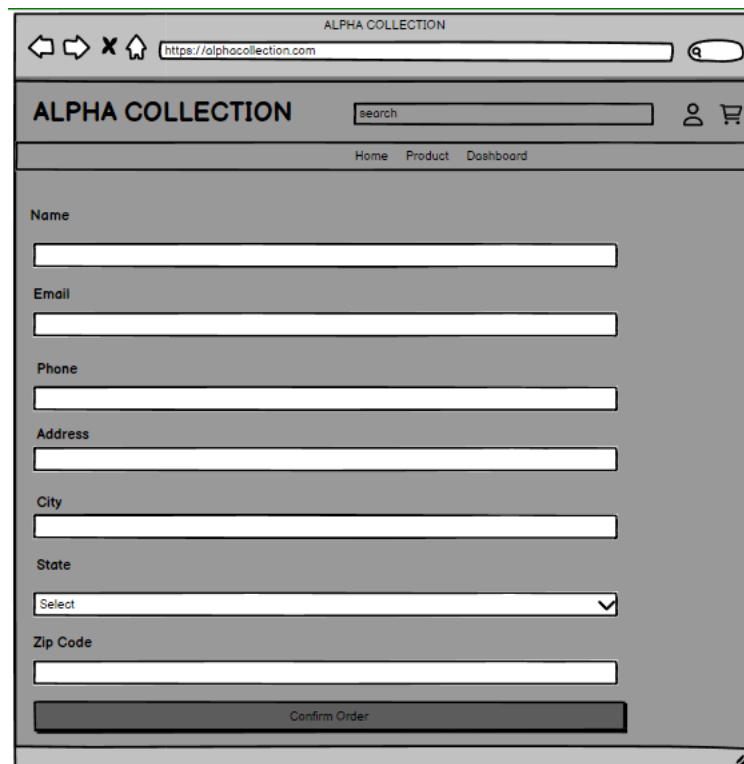 ALPHA COLLECTION
https://alphacollection.com
ALPHA COLLECTION
search
Home Product Dashboard
Name
Email
Phone
Address
City
State
Select
Zip Code
Confirm Order